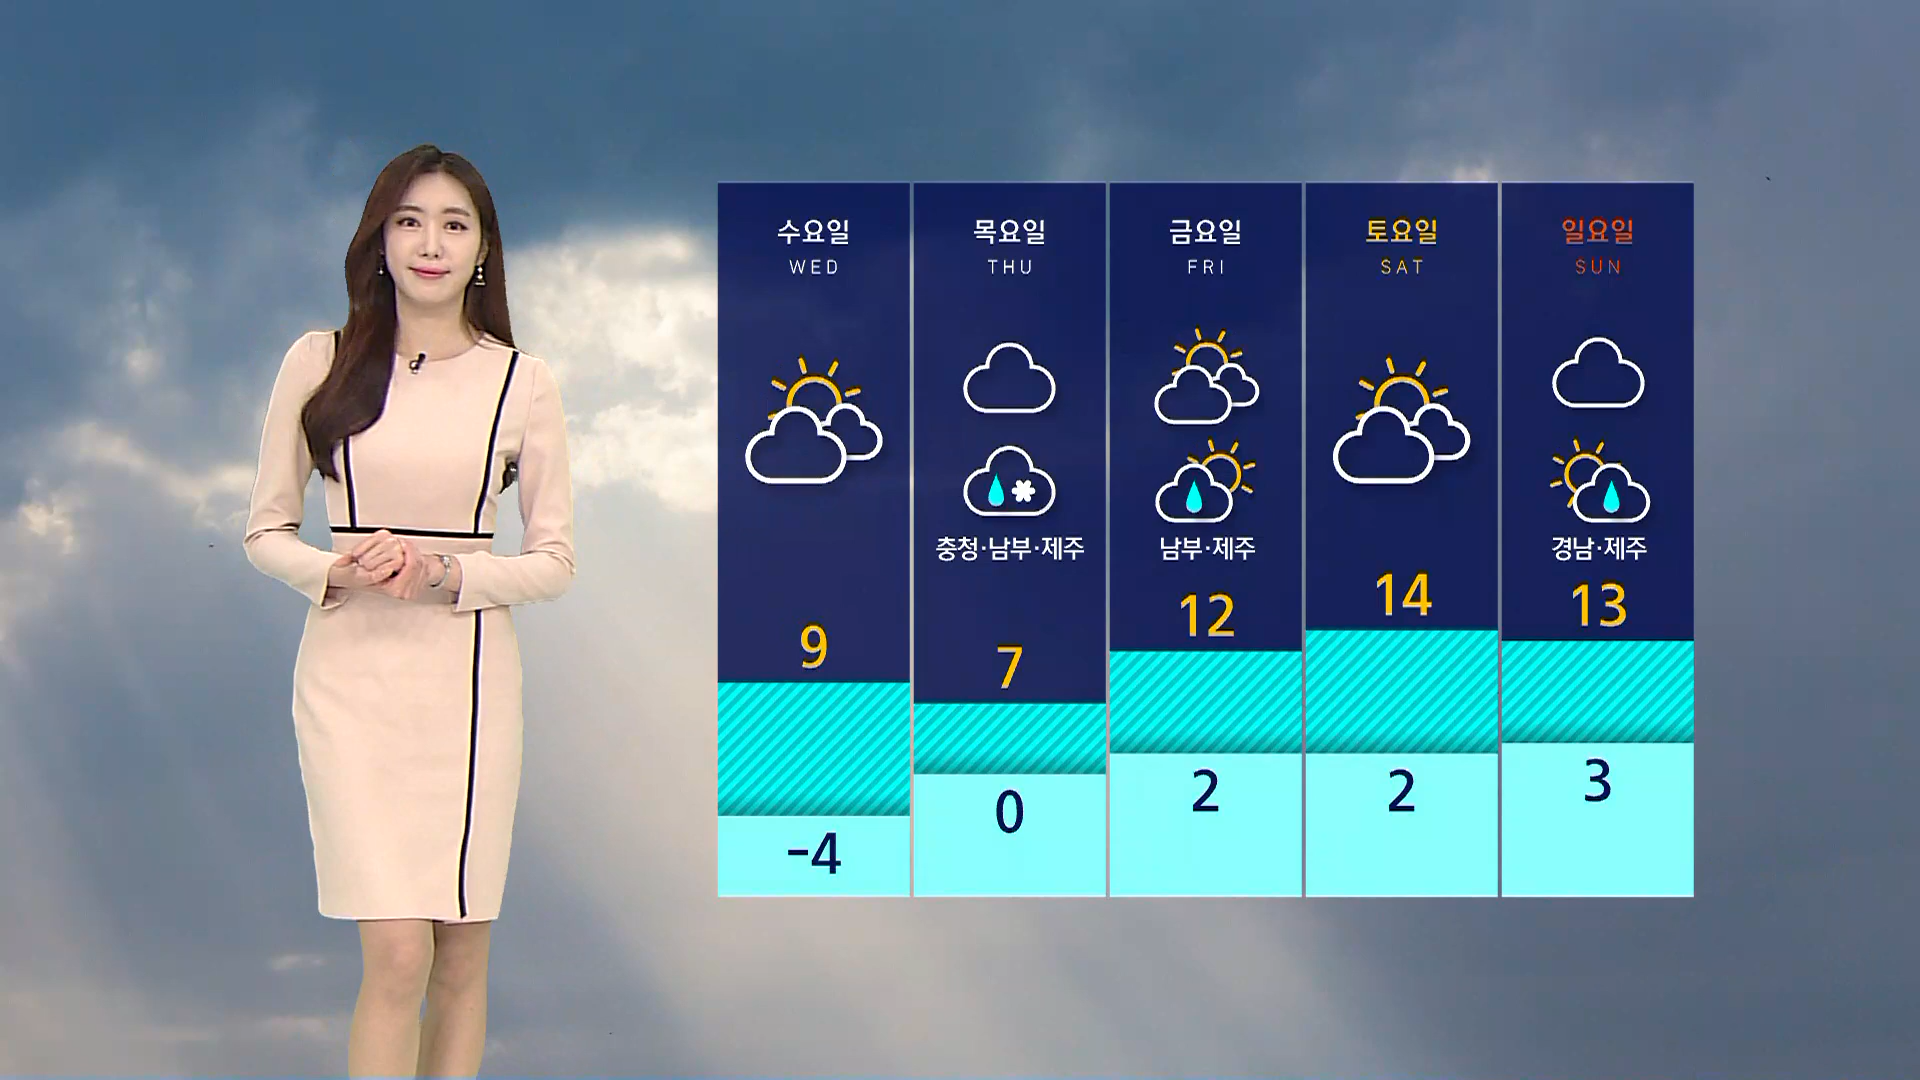 수요일
WED
9
-4
목요일
THU
충청·남부·제주
7
0
금요일
FRI
남부·제주
12
2
토요일
SAT
14
2
일요일
SUN
경남·제주
13
3